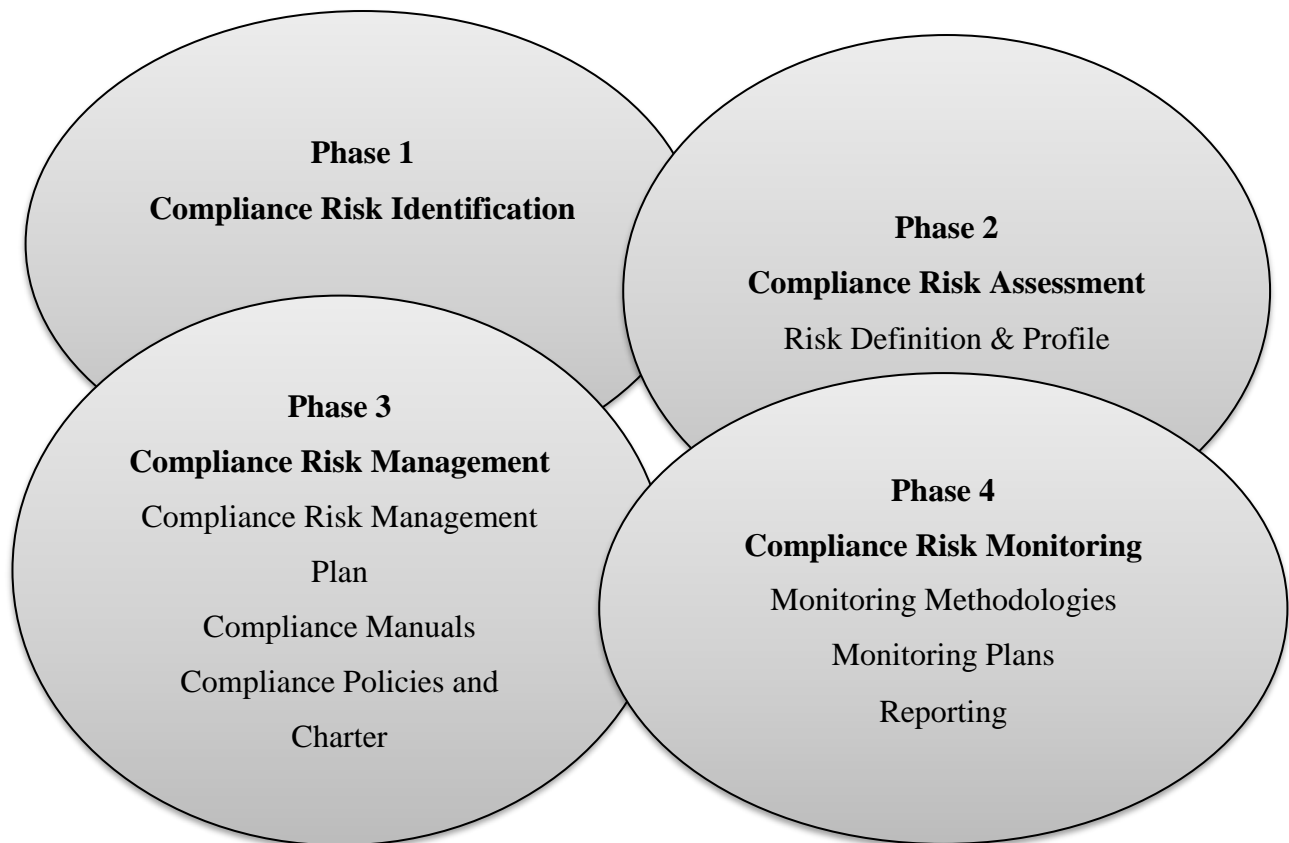 Phase 1
Compliance Risk Identification
Phase 2
Compliance Risk Assessment
Risk Definition & Profile
Phase 3
Compliance Risk Management
Compliance Risk Management
Plan
Compliance Manuals
Compliance Policies and
Charter
Phase 4
Compliance Risk Monitoring
Monitoring Methodologies
Monitoring Plans
Reporting